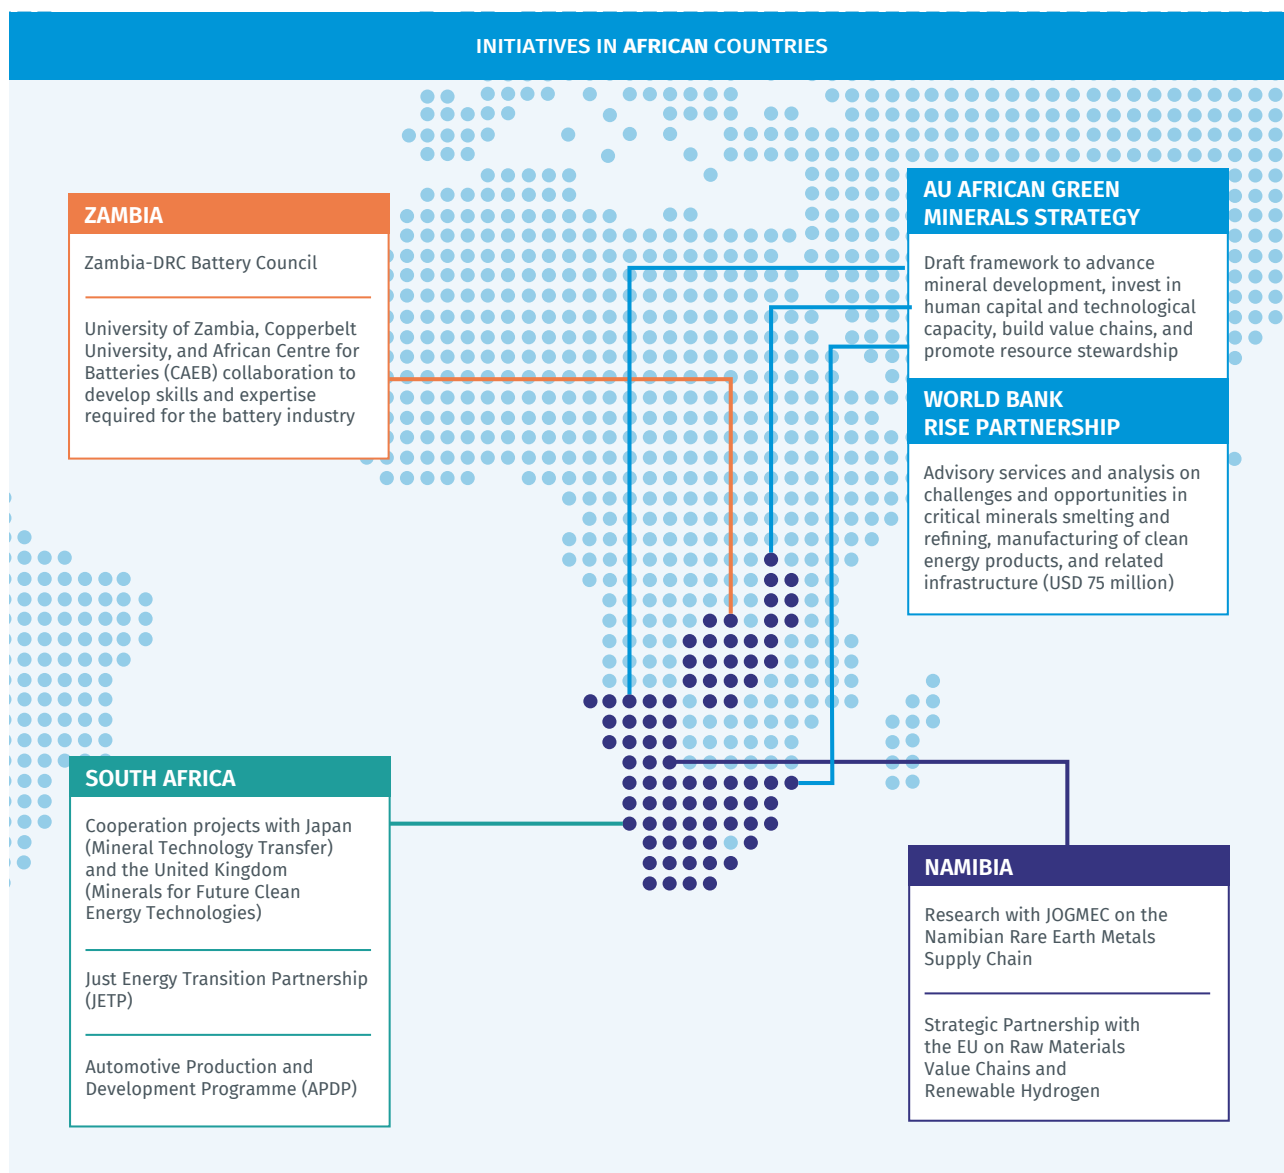 INITIATIVES IN AFRICAN COUNTRIES
ZAMBIA
Zambia-DRC Battery Council
University of Zambia, Copperbelt
University, and African Centre for
Batteries (CAEB) collaboration to
develop skills and expertise
required for the battery industry
AU AFRICAN GREEN
MINERALS STRATEGY
Draft framework to advance
mineral development, invest in
human capital and technological
capacity, build value chains, and
promote resource stewardship
WORLD BANK
RISE PARTNERSHIP
Advisory services and analysis on
challenges and opportunities in
critical minerals smelting and
refining, manufacturing of clean
energy products, and related
infrastructure (USD 75 million)
SOUTH AFRICA
Cooperation projects with Japan
(Mineral Technology Transfer)
and the United Kingdom
(Minerals for Future Clean
Energy Technologies)
Just Energy Transition Partnership
(JETP)
Automotive Production and
Development Programme (APDP)
NAMIBIA
Research with JOGMEC on the
Namibian Rare Earth Metals
Supply Chain
Strategic Partnership with
the EU on Raw Materials
Value Chains and
Renewable Hydrogen